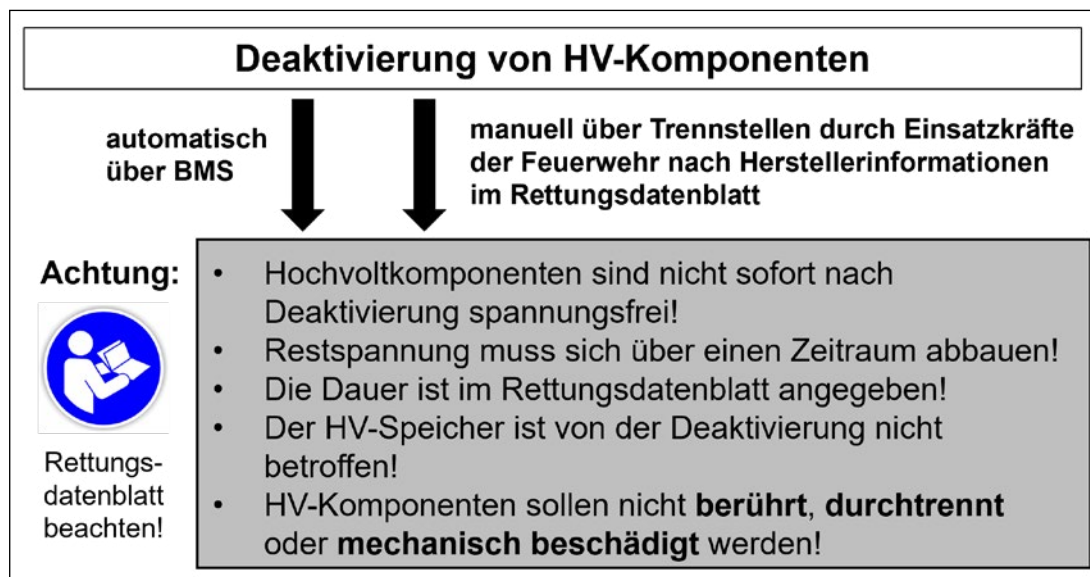 Deaktivierung von HV-Komponenten
automatisch
über BMS
manuell über Trennstellen durch Einsatzkräfte
der Feuerwehr nach Herstellerinformationen
im Rettungsdatenblatt
Achtung:
Rettungs-
datenblatt
beachten!
• Hochvoltkomponenten sind nicht sofort nach
Deaktivierung spannungsfrei!
• Restspannung muss sich über einen Zeitraum abbauen!
• Die Dauer ist im Rettungsdatenblatt angegeben!
• Der HV-Speicher ist von der Deaktivierung nicht
betroffen!
• HV-Komponenten sollen nicht berührt, durchtrennt
oder mechanisch beschädigt werden!